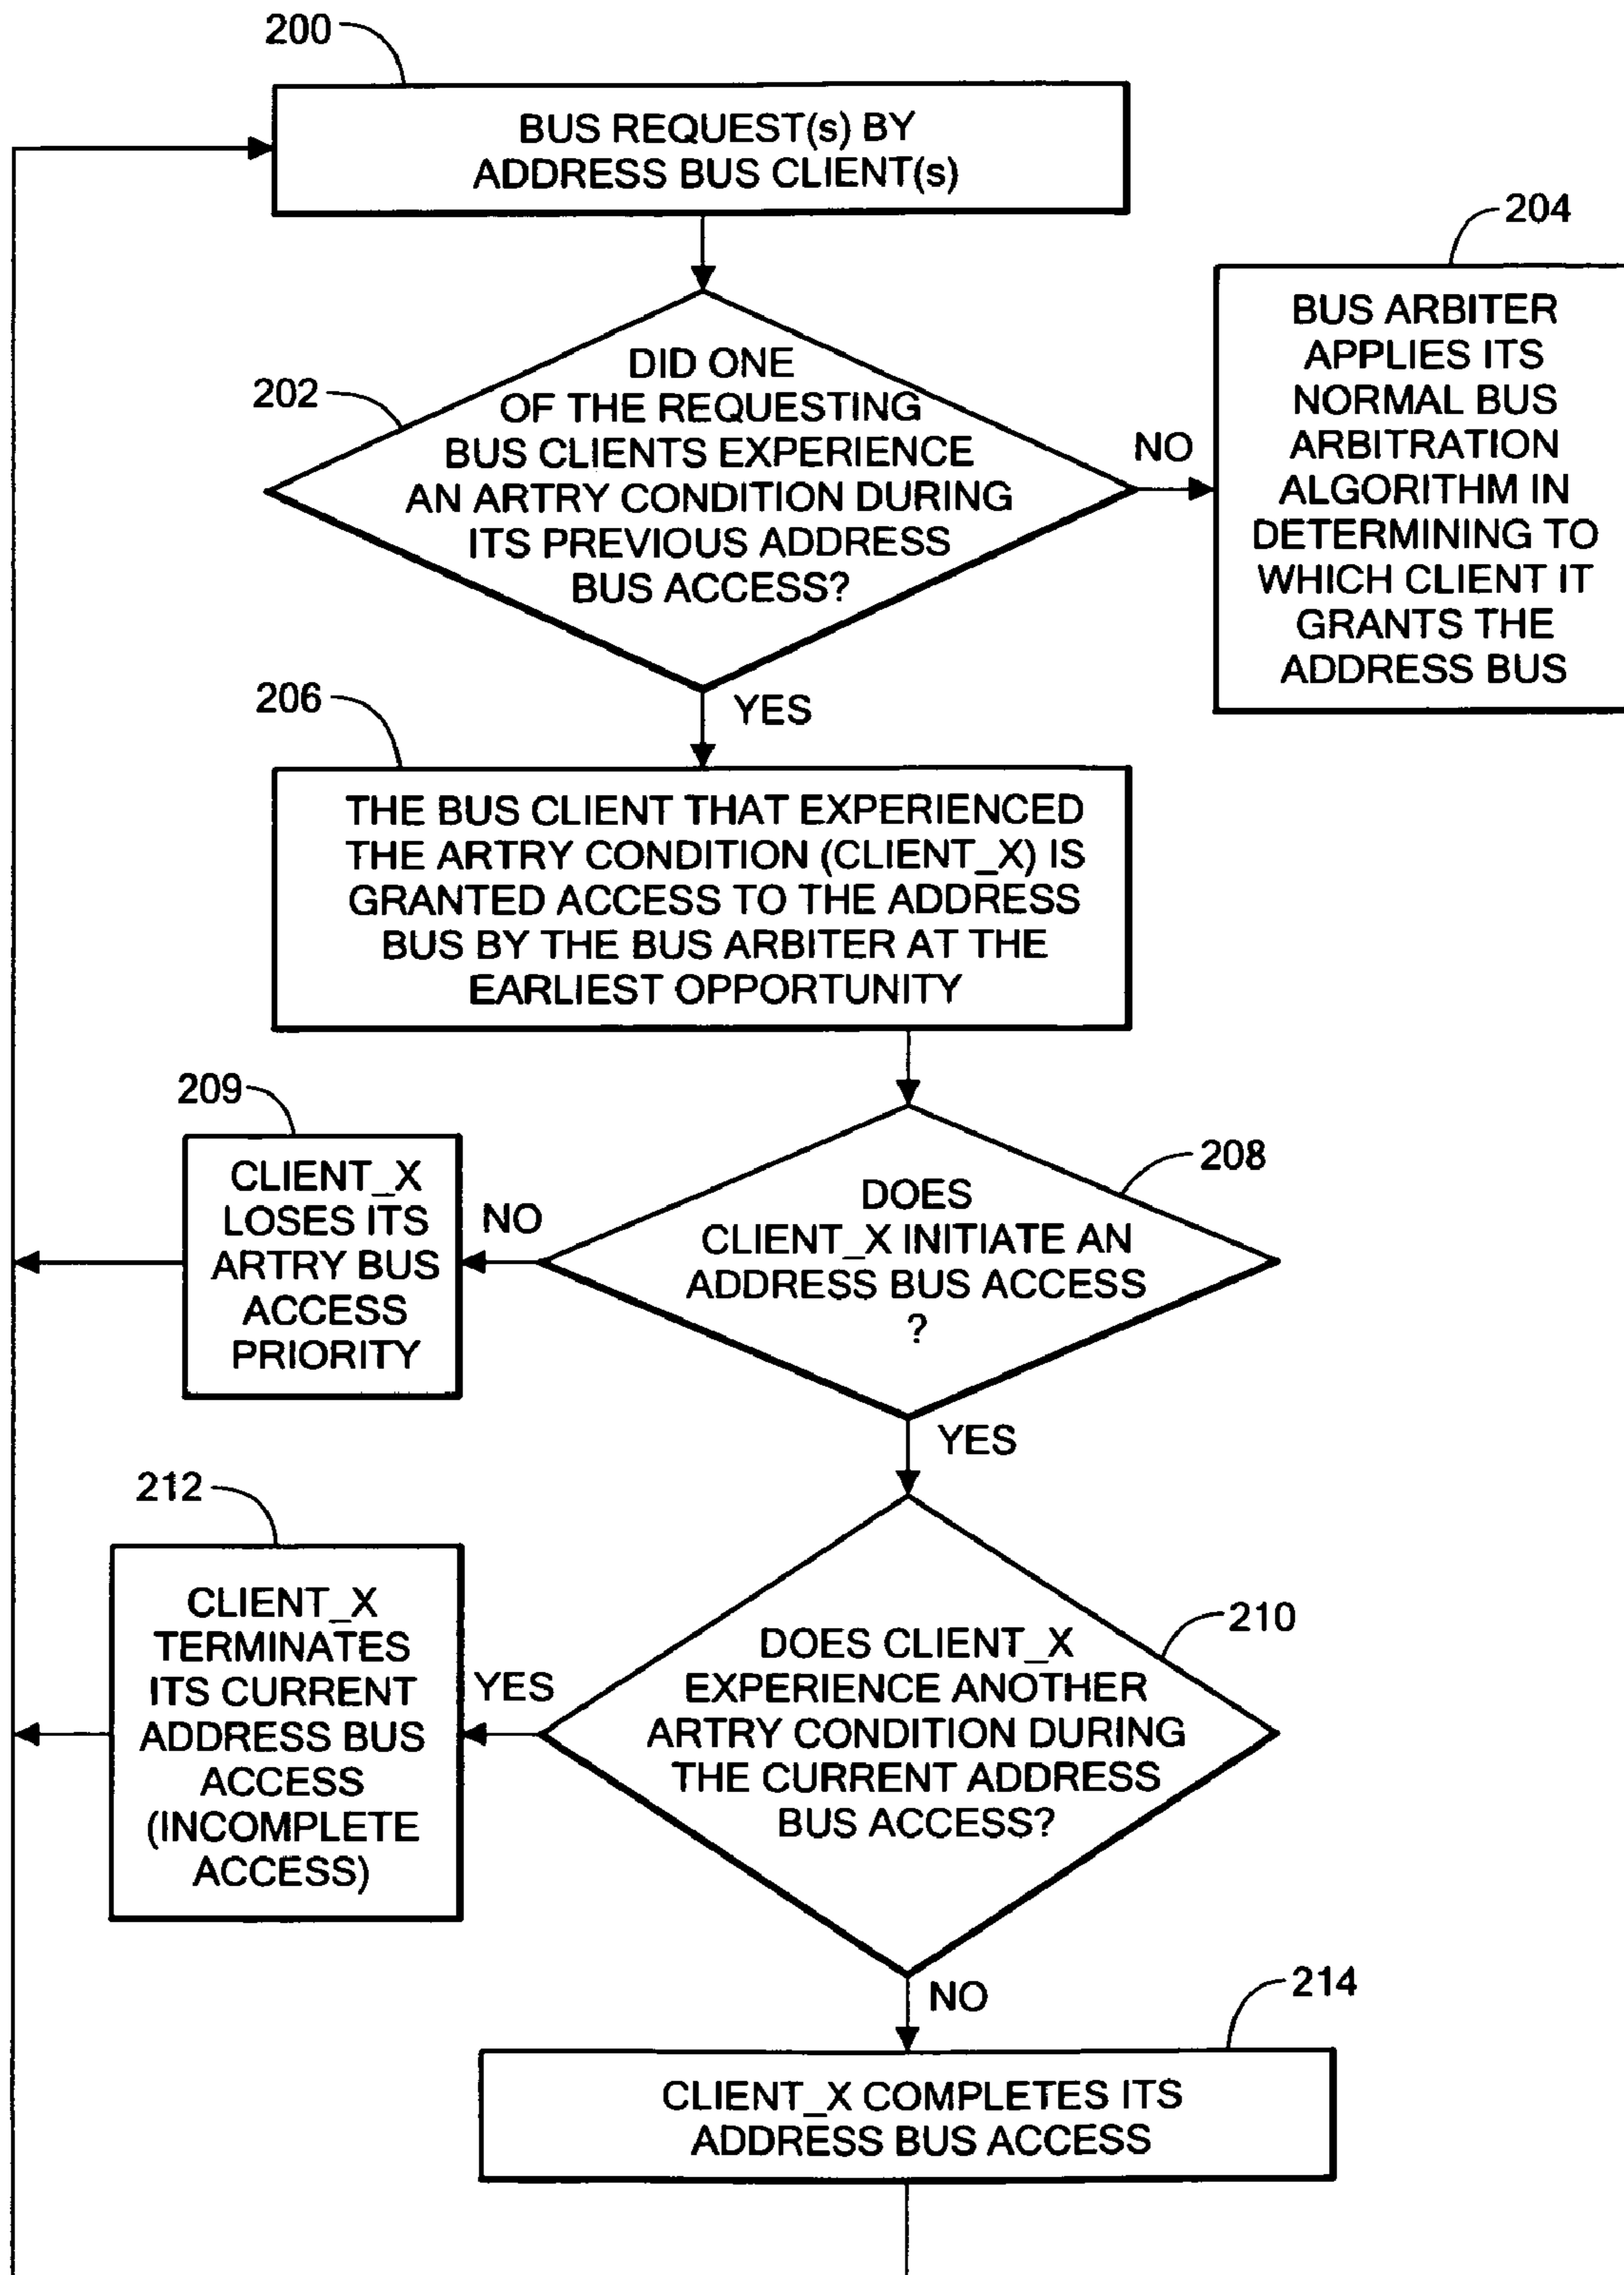 200
BUS REQUEST(s) BY
ADDRESS BUS CLIENT(s)
204
BUS ARBITER
APPLIES ITS
NORMAL BUS
ARBITRATION
ALGORITHM IN
DETERMINING TO
WHICH CLIENT IT
GRANTS THE
ADDRESS BUS
202
DID ONE
OF THE REQUESTING
BUS CLIENTS EXPERIENCE
AN ARTRY CONDITION DURING
ITS PREVIOUS ADDRESS
BUS ACCESS?
NO
YES
206
THE BUS CLIENT THAT EXPERIENCED
THE ARTRY CONDITION (CLIENT_X) IS
GRANTED ACCESS TO THE ADDRESS
BUS BY THE BUS ARBITER AT THE
EARLIEST OPPORTUNITY
209
CLIENT_X
LOSES ITS
ARTRY BUS
ACCESS
PRIORITY
NO
208
DOES
CLIENT_X INITIATE AN
ADDRESS BUS ACCESS
?
YES
212
CLIENT_X
TERMINATES
ITS CURRENT
ADDRESS BUS
ACCESS
(INCOMPLETE
ACCESS)
YES
210
DOES CLIENT_X
EXPERIENCE ANOTHER
ARTRY CONDITION DURING
THE CURRENT ADDRESS
BUS ACCESS?
NO
214
CLIENT_X COMPLETES ITS
ADDRESS BUS ACCESS